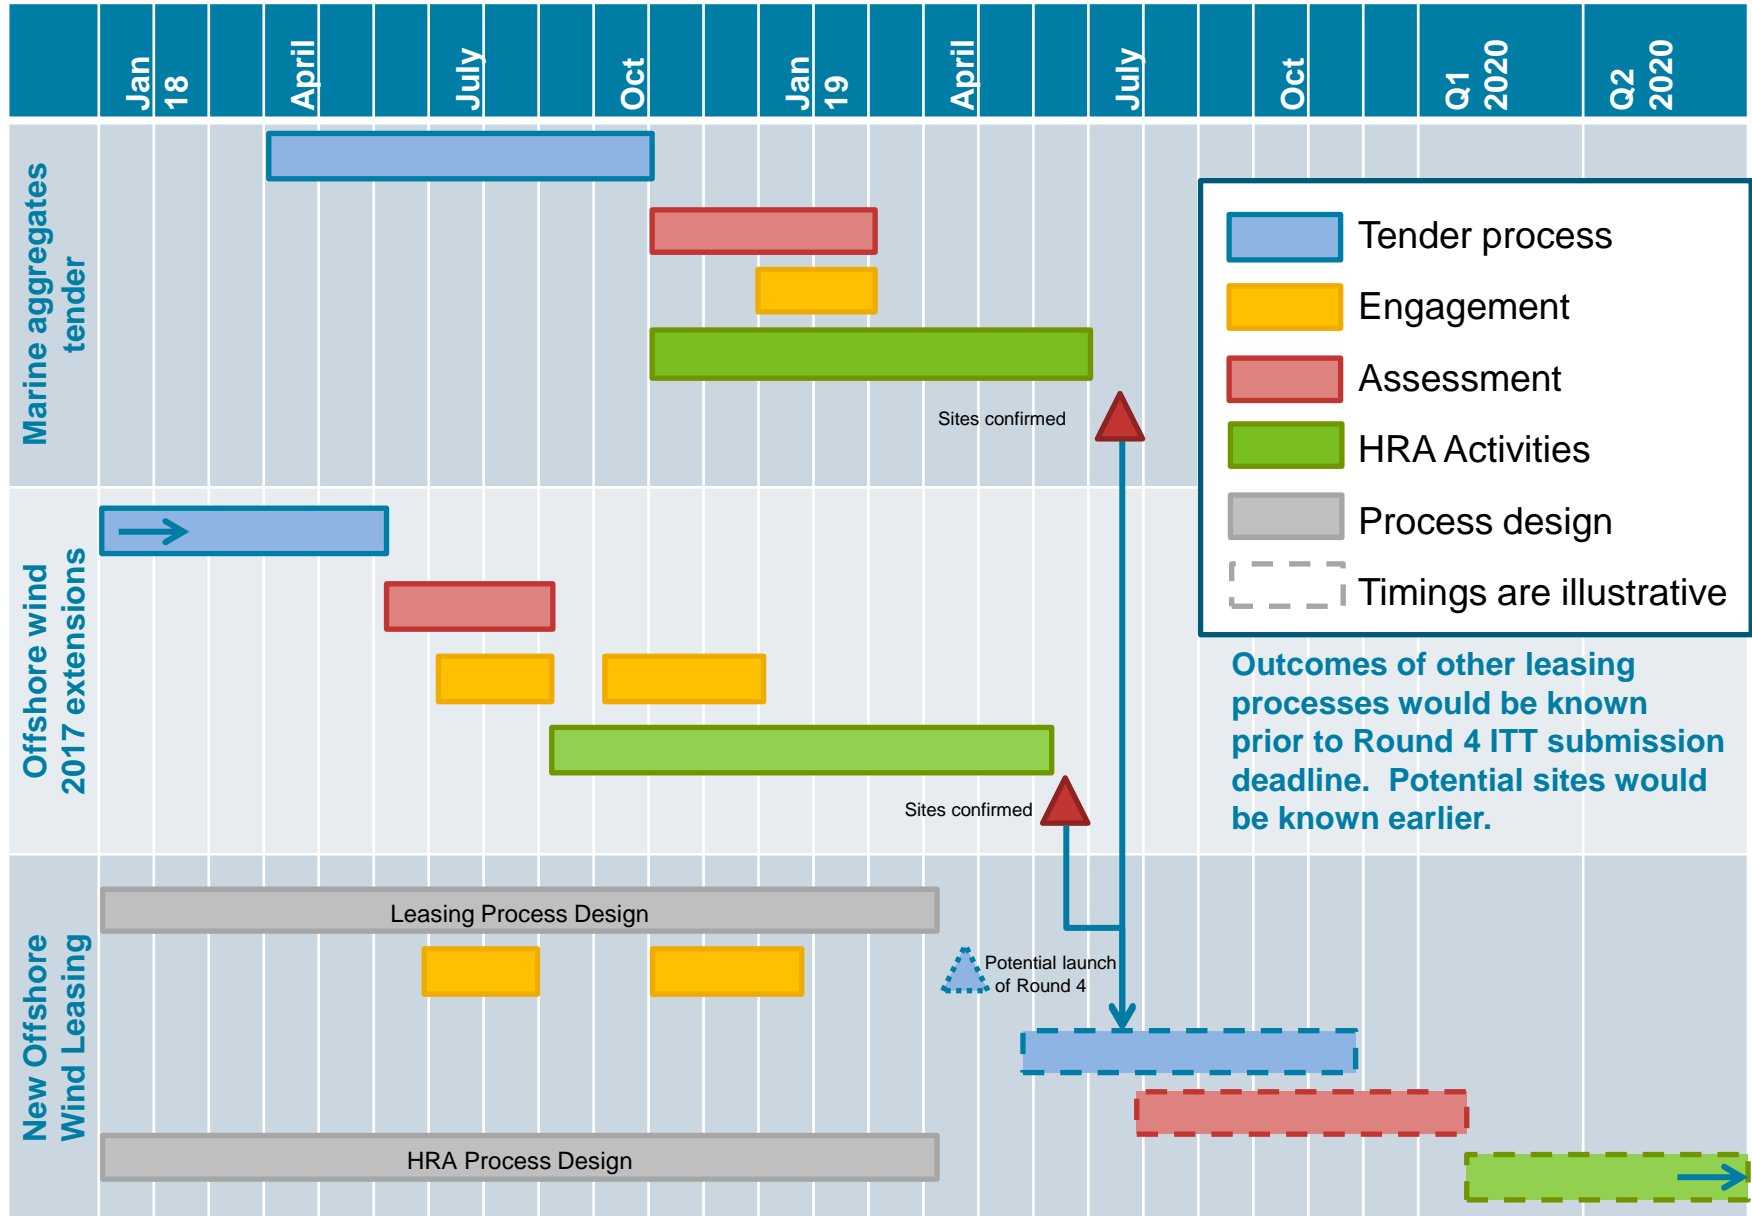 Jan
18
April
July
Oct
Jan
19
April
July
Oct
Q1
2020
Q2
2020
Marine aggregates
tender
Sites confirmed
Tender process
Engagement
Assessment
HRA Activities
Process design
Timings are illustrative
Offshore wind
2017 extensions
Sites confirmed
Outcomes of other leasing
processes would be known
prior to Round 4 ITT submission
deadline.  Potential sites would
be known earlier.
New Offshore
Wind Leasing
Leasing Process Design
Potential launch
of Round 4
HRA Process Design